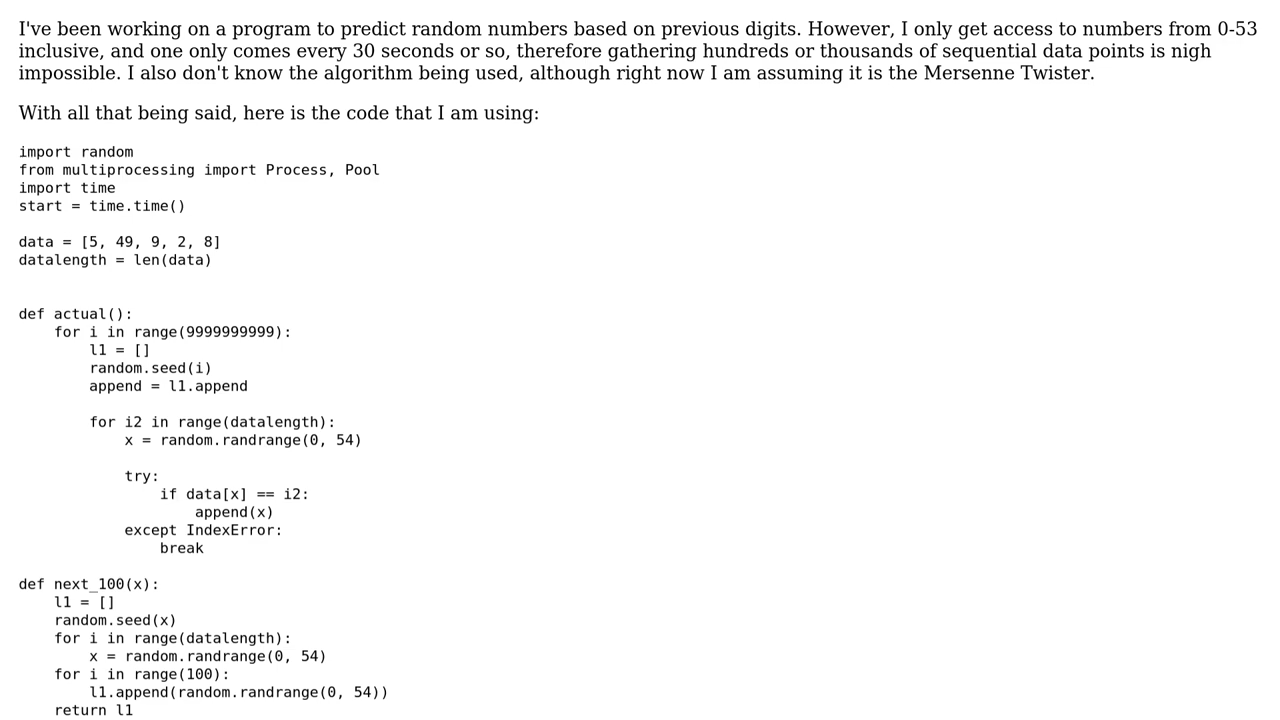 I've been working on a program to predict random numbers based on previous digits. However, I only get access to numbers from 0-53
inclusive, and one only comes every 30 seconds or so, therefore gathering hundreds or thousands of sequential data points is nigh
impossible. I also don't know the algorithm being used, although right now I am assuming it is the Mersenne Twister.

With all that being said, here is the code that I am using:

import random
from multiprocessing import Process, Pool
import time
start = time.time()

data = [5, 49, 9, 2, 8]
datalength = len(data)


def actual():
    for i in range(9999999999):
        l1 = []
        random.seed(i)
        append = l1.append

        for i2 in range(datalength):
            x = random.randrange(0, 54)

            try:
                if data[x] == i2:
                    append(x)
            except IndexError:
                break

def next_100(x):
    l1 = []
    random.seed(x)
    for i in range(datalength):
        x = random.randrange(0, 54)
    for i in range(100):
        l1.append(random.randrange(0, 54))
    return l1